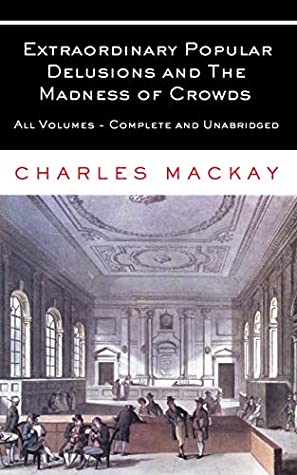 Extraordinary Popular
Delusions and The
Madness of Crowds
All Volumes - Complete and Unabridged
CHARLES MACKAY